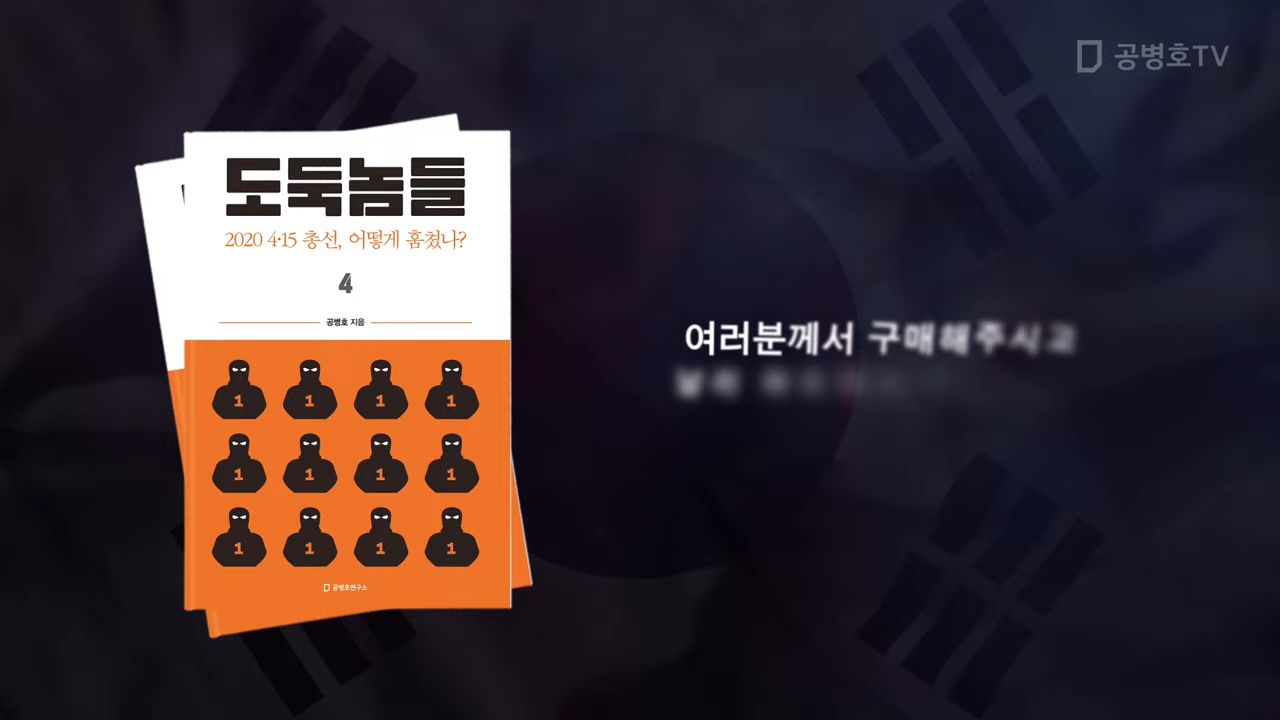 공병호TV
도둑놈들
2020 4·15 총선, 어떻게 훔쳤나?
4
공병호 지음
1 1 1 1
1 1 1 1
1 1 1 1
공병호연구소
여러분께서 구매해주시고